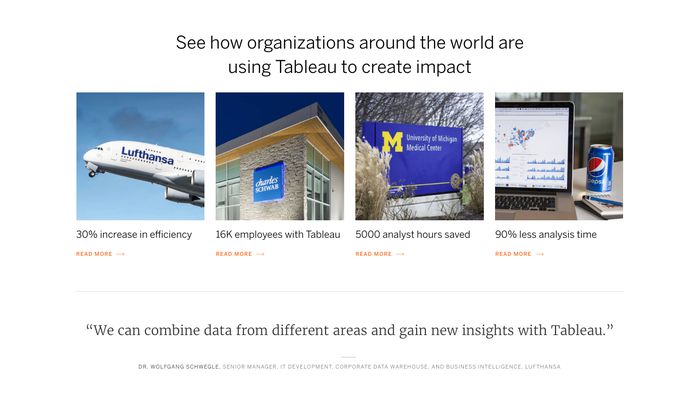 See how organizations around the world are
using Tableau to create impact
Lufthansa
charles
SCHWAB
M
University of Michigan
Medical Center
pepsi
30% increase in efficiency
16K employees with Tableau
5000 analyst hours saved
90% less analysis time
READ MORE →
READ MORE →
READ MORE →
READ MORE →
“We can combine data from different areas and gain new insights with Tableau.”
DR. WOLFGANG SCHWEGLE, SENIOR MANAGER, IT DEVELOPMENT, CORPORATE DATA WAREHOUSE, AND BUSINESS INTELLIGENCE, LUFTHANSA